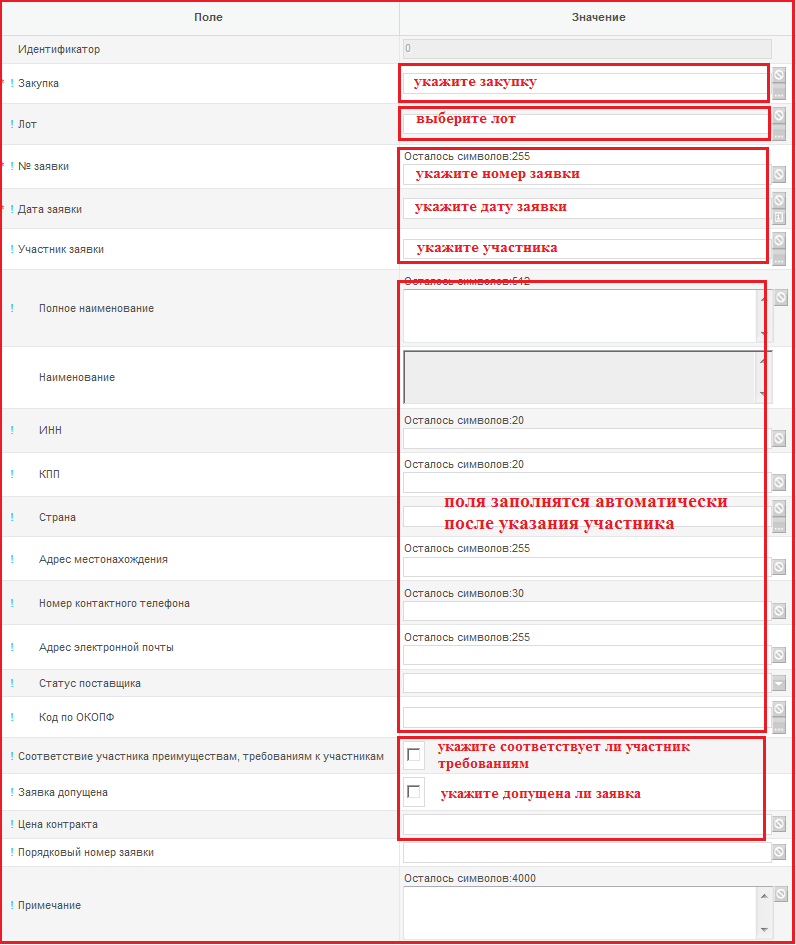 Поле Значение
Идентификатор 0
* ! Закупка укажите закупку
! Лот выберите лот
Осталось символов:255
* ! № заявки укажите номер заявки
* ! Дата заявки укажите дату заявки
! Участник заявки укажите участника
Осталось символов:512
! Полное наименование
Наименование
Осталось символов:20
! ИНН
Осталось символов:20
! КПП
поля заполнятся автоматически
! Страна
после указания участника
Осталось символов:255
! Адрес местонахождения
Осталось символов:30
! Номер контактного телефона
Осталось символов:255
! Адрес электронной почты
! Статус поставщика
! Код по ОКОПФ
укажите соответствует ли участник
! Соответствие участника преимуществам, требованиям к участникам
требованиям
! Заявка допущена укажите допущена ли заявка
! Цена контракта
! Порядковый номер заявки
Осталось символов:4000
! Примечание